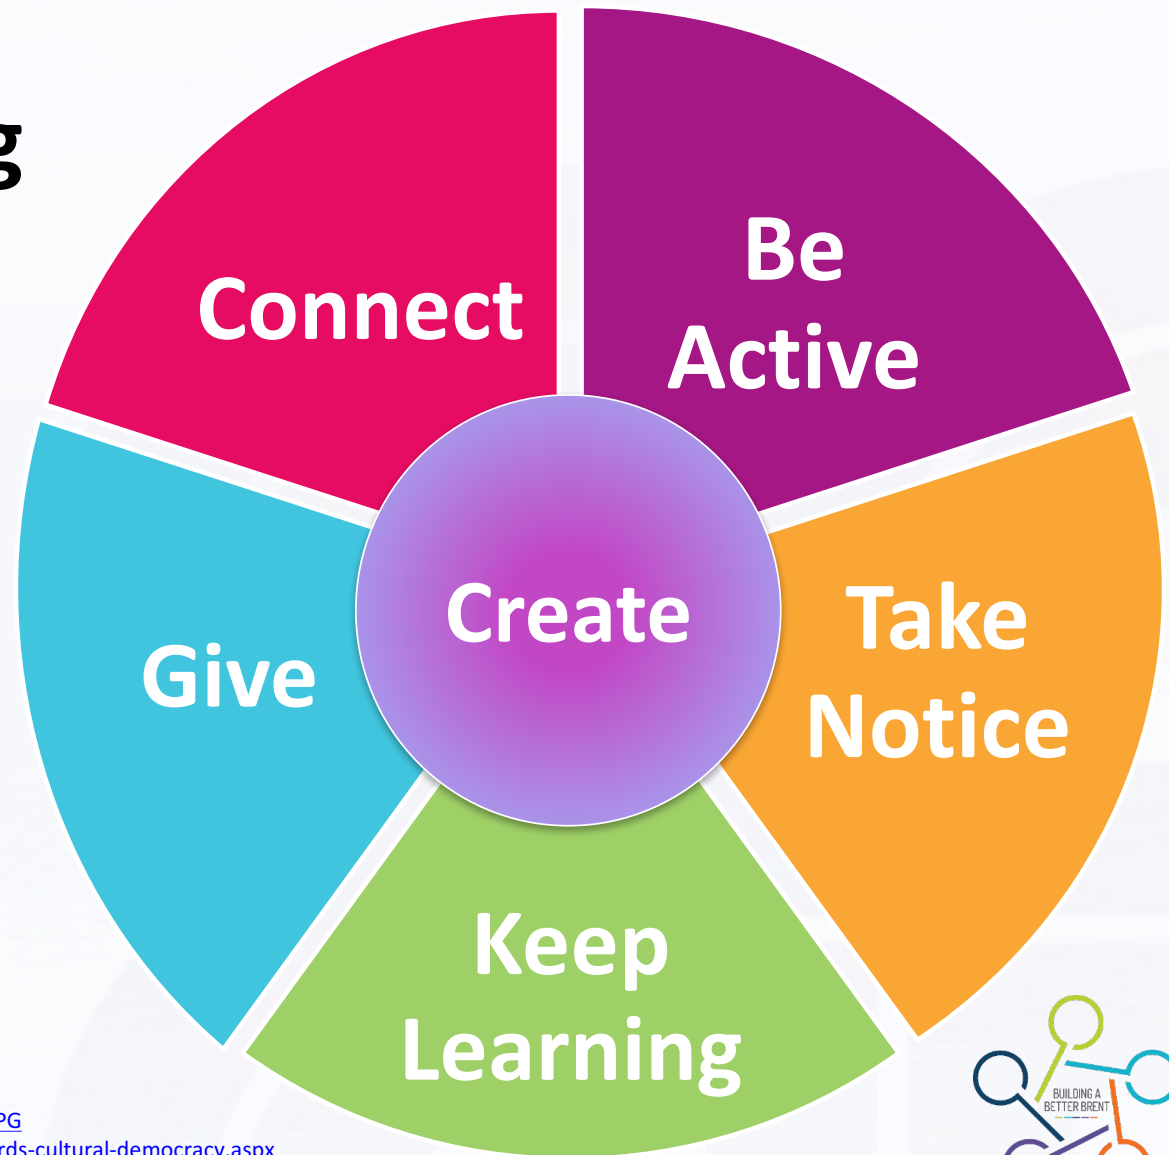 g
Connect
Be
Active
Create
Take
Notice
Give
Keep
Learning
BUILDING A
BETTER BRENT
PG
rds-cultural-democracy.aspx